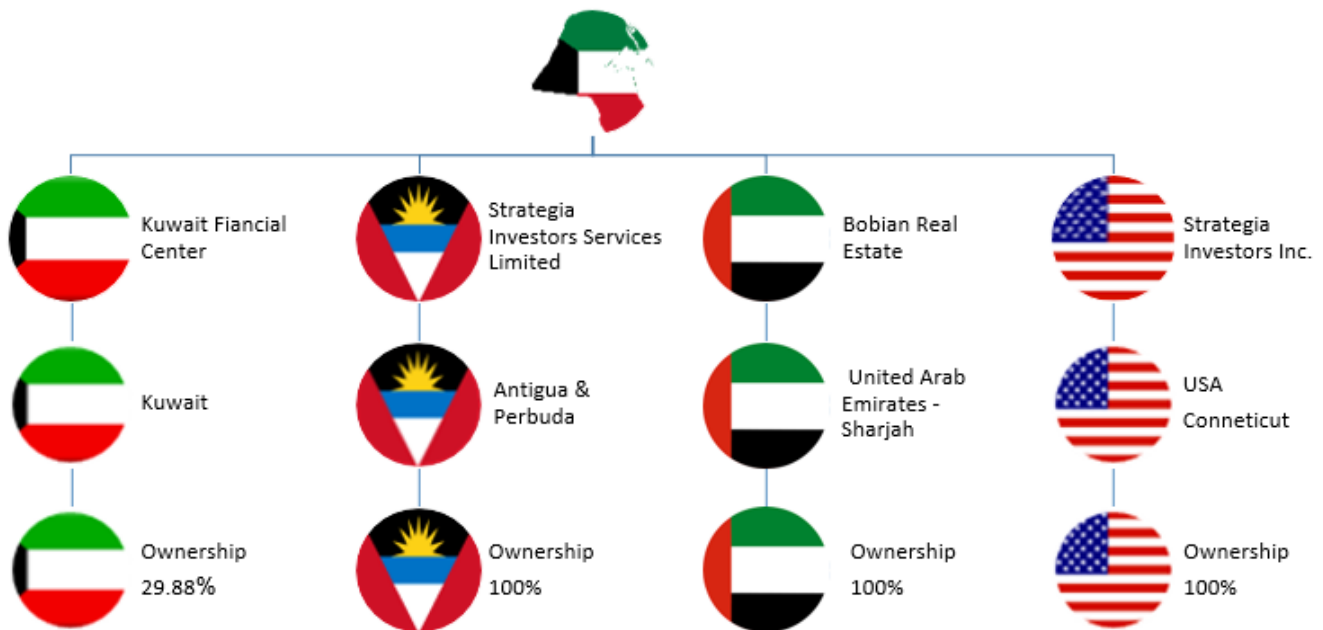 Kuwait Fiancial
Center
Strategia
Investors Services
Limited
Bobian Real
Estate
Strategia
Investors Inc.
Kuwait
Antigua &
Perbuda
United Arab
Emirates -
Sharjah
USA
Conneticut
Ownership
29.88%
Ownership
100%
Ownership
100%
Ownership
100%